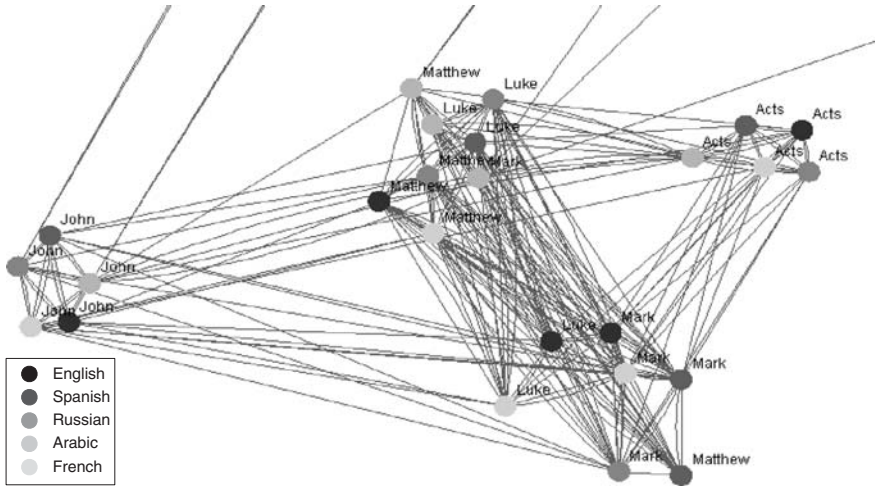 Matthew
Luke
Luke
Luke
Matthew
Mark
Matthew
Matthew
Acts
Acts
Acts
Acts
Acts
John
John
John
John
John
Luke
Mark
Mark
Mark
Luke
Mark
Matthew
English
Spanish
Russian
Arabic
French